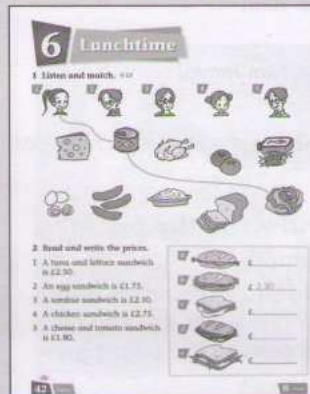 6 Lunchtime
1 Listen and match.
2 Read and write the prices.
1 A tuna and lettuce sandwich
is £2.50.
2 An egg sandwich is £1.75.
3 A sandwich is £2.10.
4 A chicken sandwich is £2.75.
5 A cheese and tomato sandwich
is £1.80.
£
£ 2.50
£
£
£
42